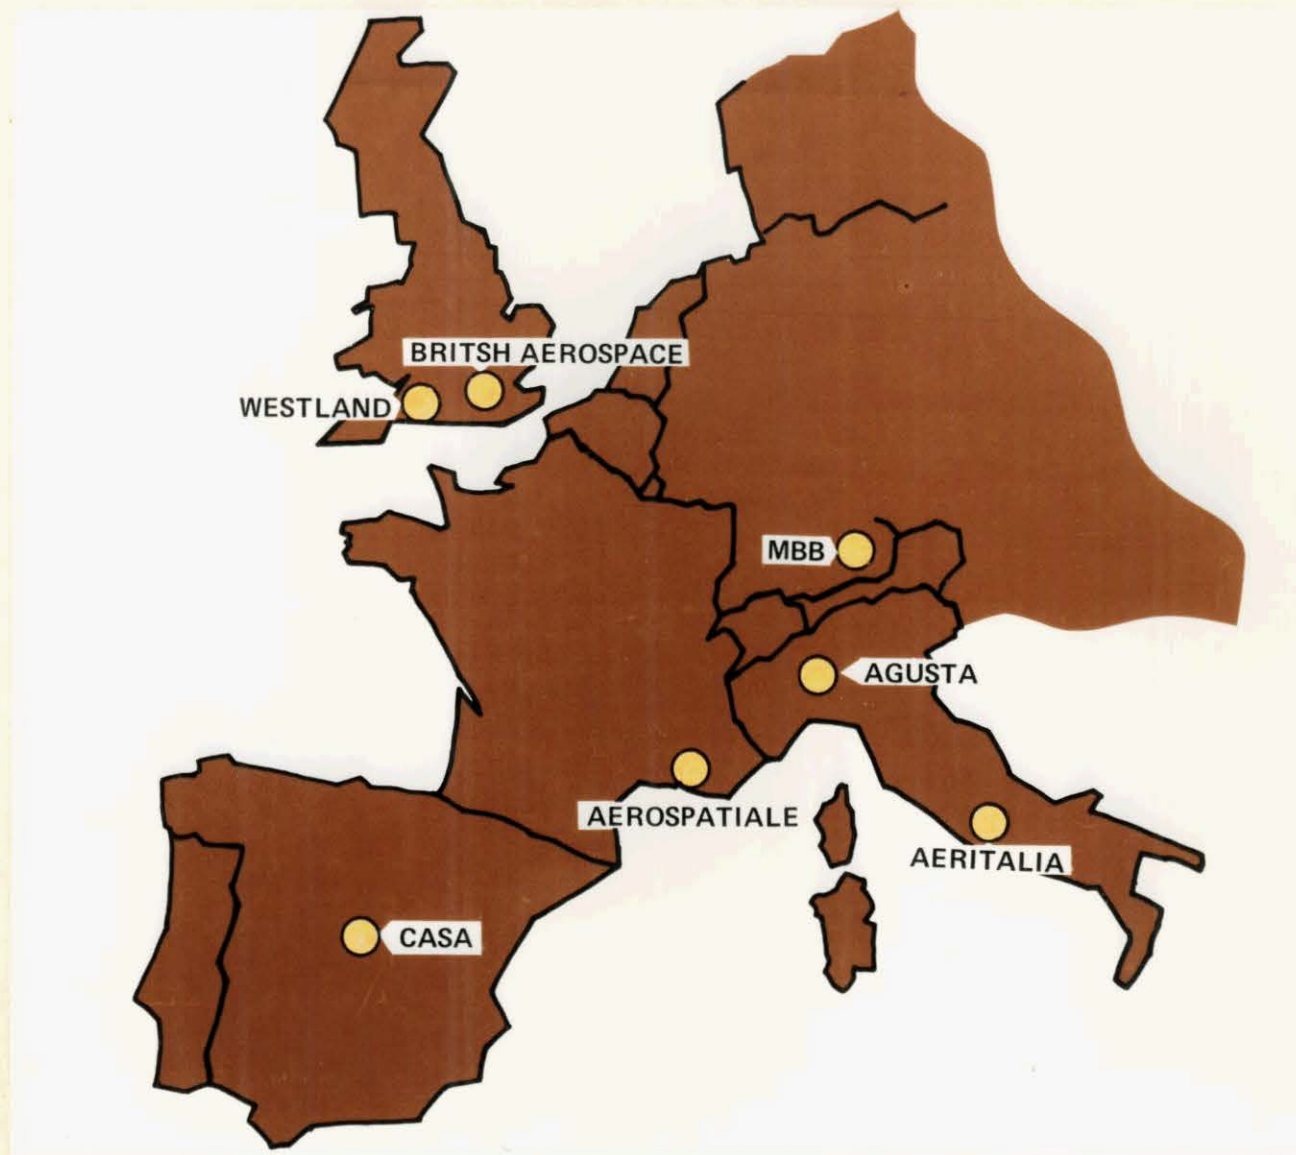 BRITSH AEROSPACE
WESTLAND
MBB
AGUSTA
AEROSPATIALE
AERITALIA
CASA